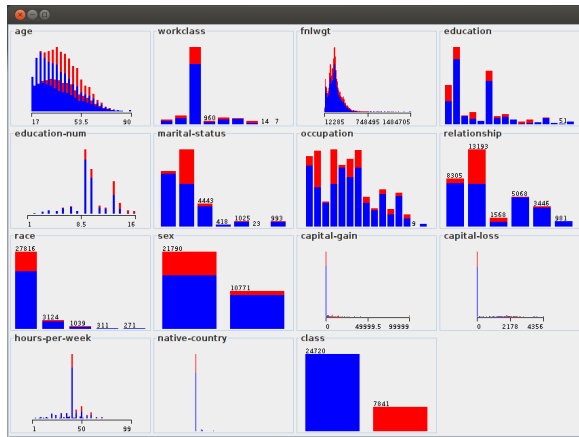 age
17 53.5 90
workclass
960 14 7
fnlwgt
12285 748495 1484705
education
51
education-num
1 8.5 16
marital-status
4443
418 1025 23 993
occupation
9
relationship
13193
8305
1568 5068 3446 981
race
27816
3124 1039 311 271
sex
21790
10771
capital-gain
0 49999.5 99999
capital-loss
0 2178 4356
hours-per-week
1 50 99
native-country
class
24720
7841